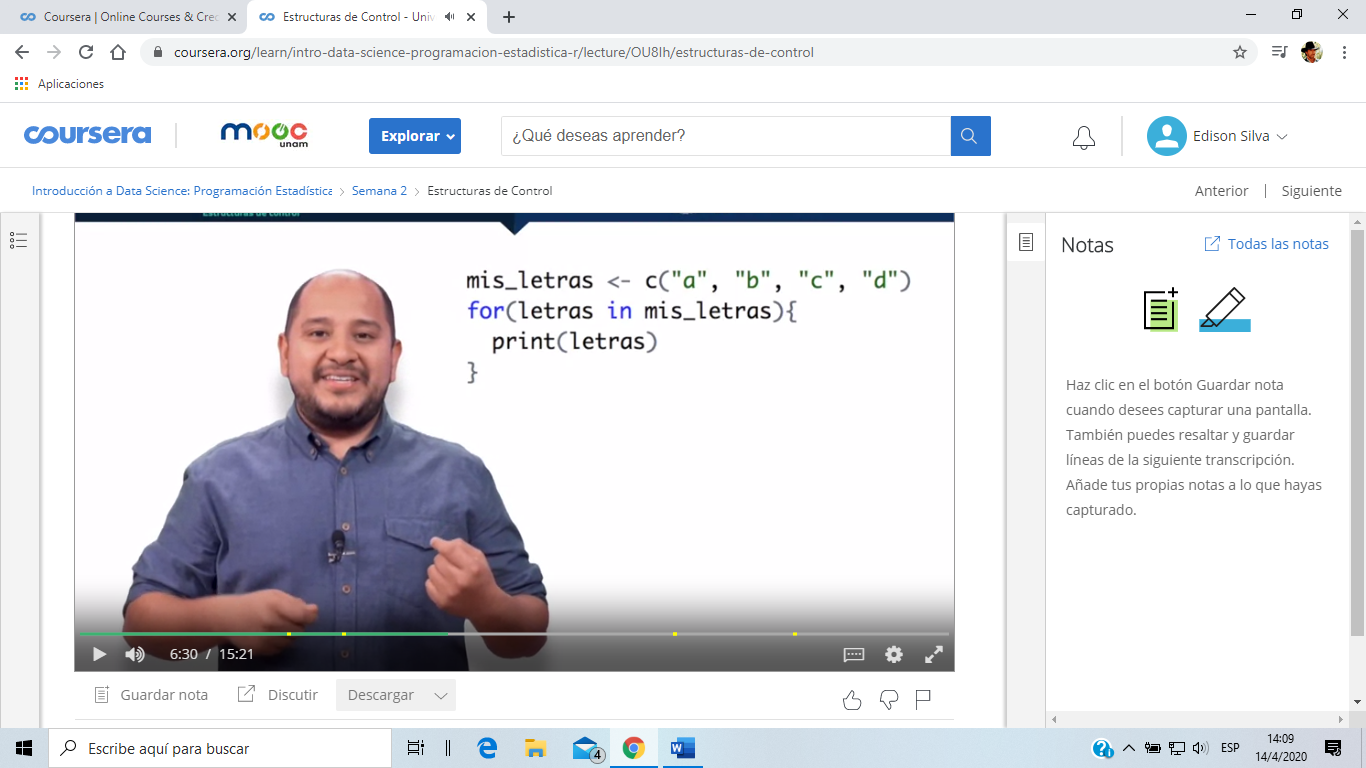 Coursera | Online Courses & Cred
Estructuras de Control - Univ
coursera.org/learn/intro-data-science-programacion-estadistica-r/lecture/OU8lh/estructuras-de-control
Aplicaciones
coursera
mooc
unam
Explorar
¿Qué deseas aprender?
Edison Silva
Introducción a Data Science: Programación Estadística
Semana 2
Estructuras de Control
Anterior | Siguiente
Estructuras de control
mis_letras <- c("a", "b", "c", "d")
for(letras in mis_letras){
print(letras)
}
6:30 / 15:21
Guardar nota
Discutir
Descargar
Notas
Todas las notas
Haz clic en el botón Guardar nota
cuando desees capturar una pantalla.
También puedes resaltar y guardar
líneas de la siguiente transcripción.
Añade tus propias notas a lo que hayas
capturado.
Escribe aquí para buscar
4
ESP
14:09
14/4/2020